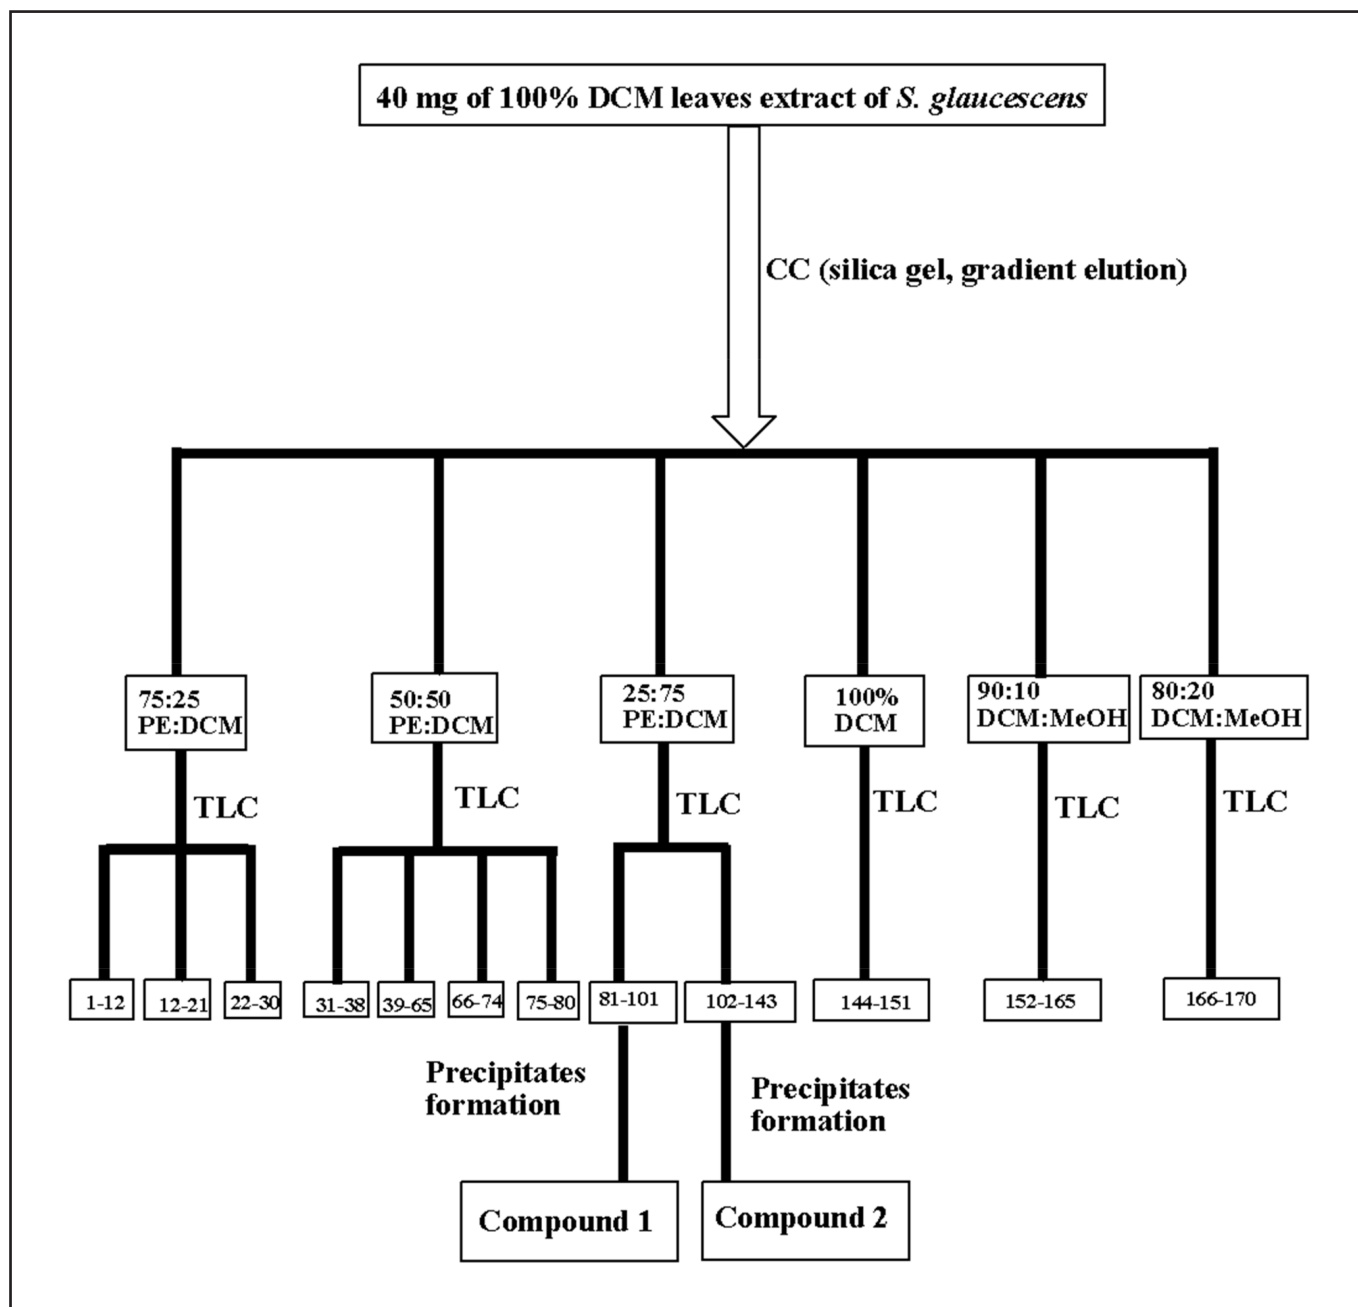 40 mg of 100% DCM leaves extract of S. glaucescens
CC (silica gel, gradient elution)
75:25
PE:DCM
50:50
PE:DCM
25:75
PE:DCM
100%
DCM
90:10
DCM:MeOH
80:20
DCM:MeOH
TLC
TLC
TLC
TLC
TLC
TLC
1-12
12-21
22-30
31-38
39-65
66-74
75-80
81-101
102-143
144-151
152-165
166-170
Precipitates
formation
Precipitates
formation
Compound 1
Compound 2